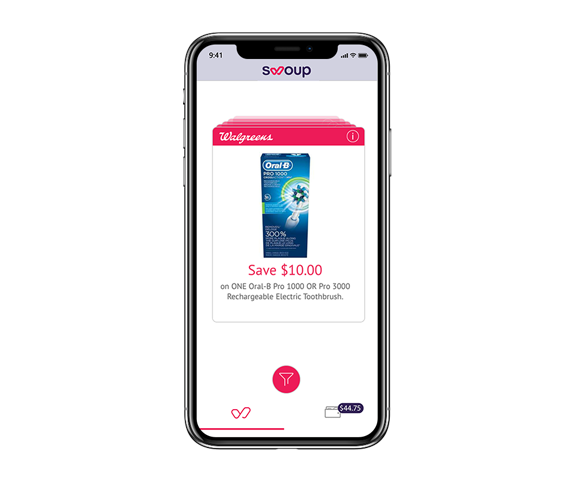 9:41
swoup
Walgreens
i
Oral-B
PRO 1000
300%
Save $10.00
on ONE Oral-B Pro 1000 OR Pro 3000
Rechargeable Electric Toothbrush.
$44.75